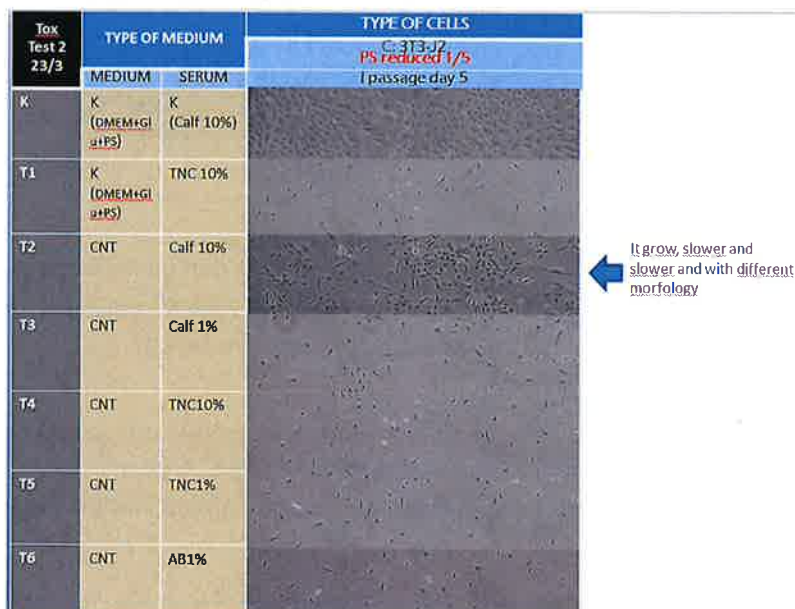 Tox
Test 2
23/3
TYPE OF MEDIUM
TYPE OF CELLS
C: 3T3-J2
PS reduced 1/5
MEDIUM
SERUM
I passage day 5
K
K
(DMEM+Gl
u+PS)
K
(Calf 10%)
T1
K
(DMEM+Gl
u+PS)
TNC 10%
T2
CNT
Calf 10%
It grow, slower and
slower and with different
morfology
T3
CNT
Calf 1%
T4
CNT
TNC10%
T5
CNT
TNC1%
T6
CNT
AB1%